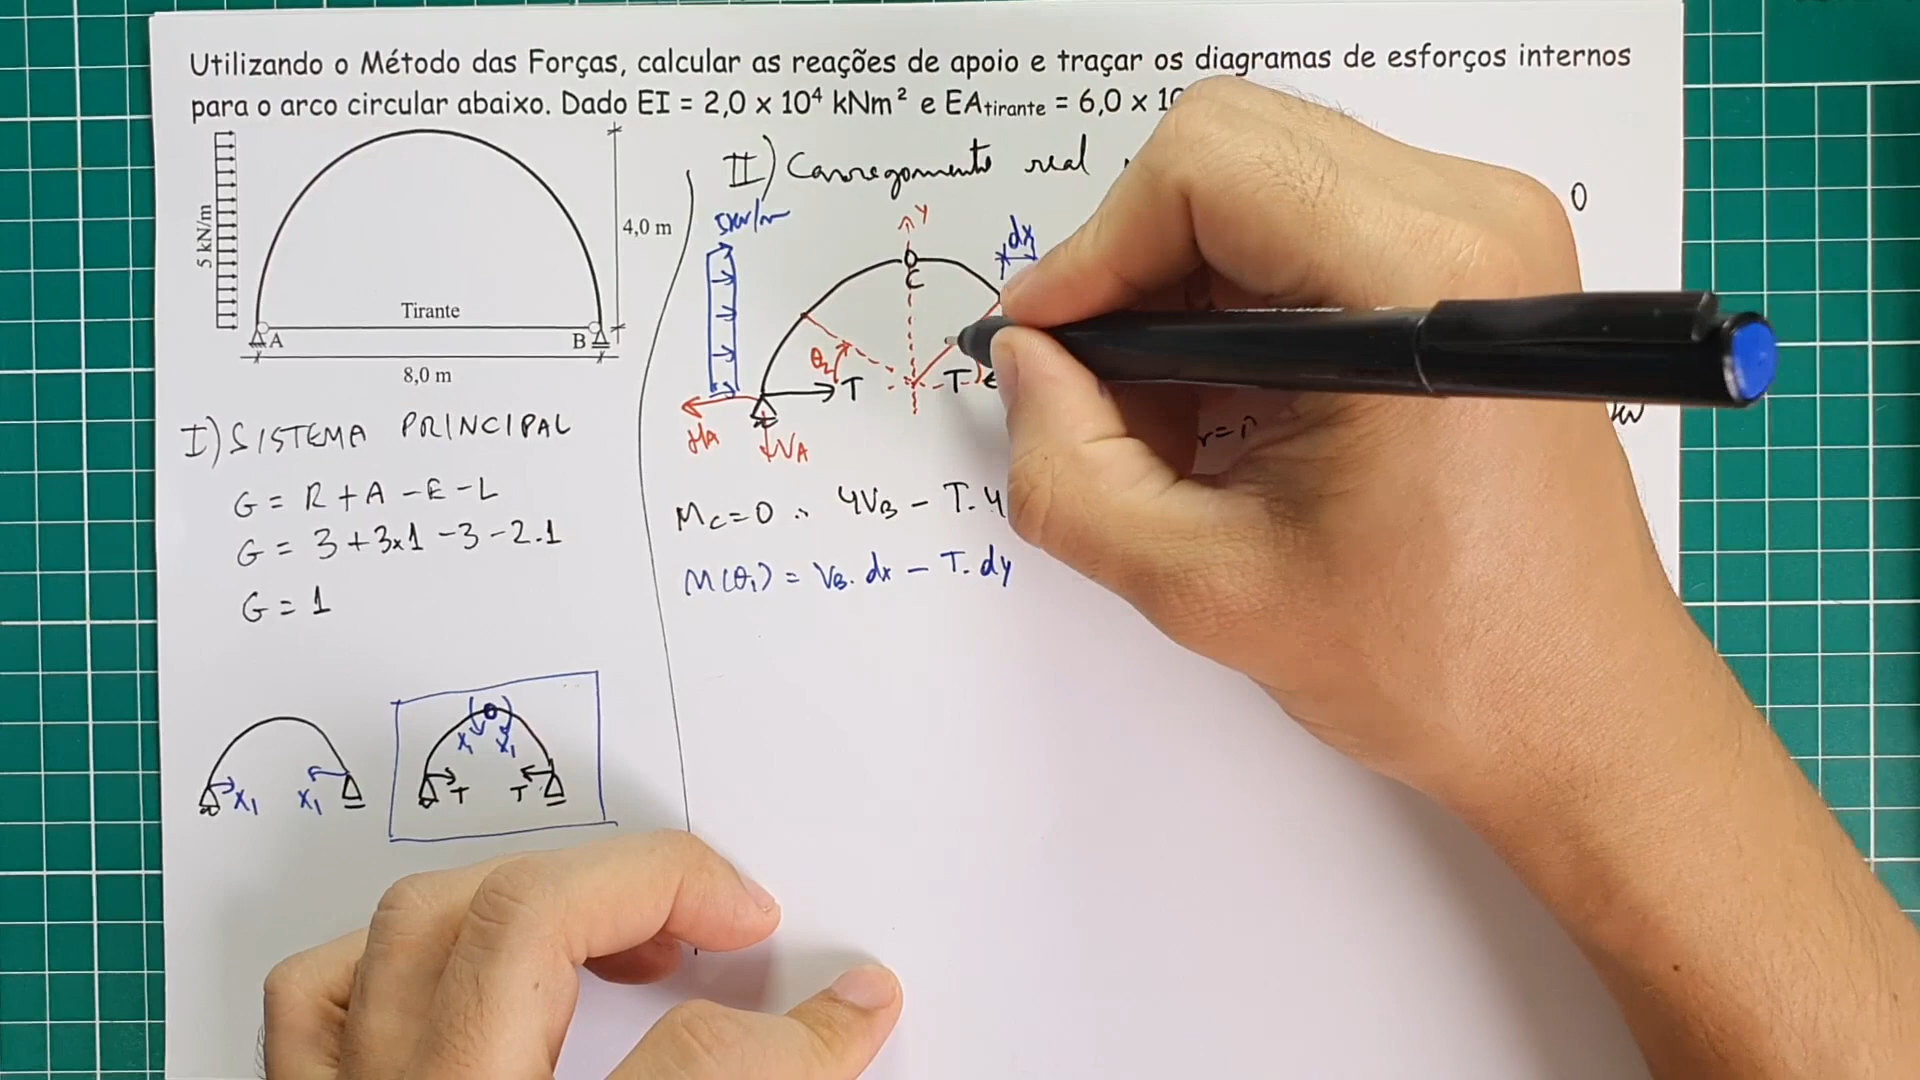 Utilizando o Método das Forças, calcular as reações de apoio e traçar os diagramas de esforços internos
para o arco circular abaixo. Dado EI = 2,0 x 10⁴ kNm² e EAtirante = 6,0 x 10
5 kN/m
4,0 m
Tirante
A
B
8,0 m
I) SISTEMA PRINCIPAL
G = R + A - E - L
G = 3 + 3x1 - 3 - 2.1
G = 1
X1
X1
X1
X1
T
T
II) Carregamento real
0
5kN/m
y
dx
C
θ2
T
T
HA
VA
Mc = 0 ∴ 4VB - T.4
M(θ1) = VB.dx - T.dy